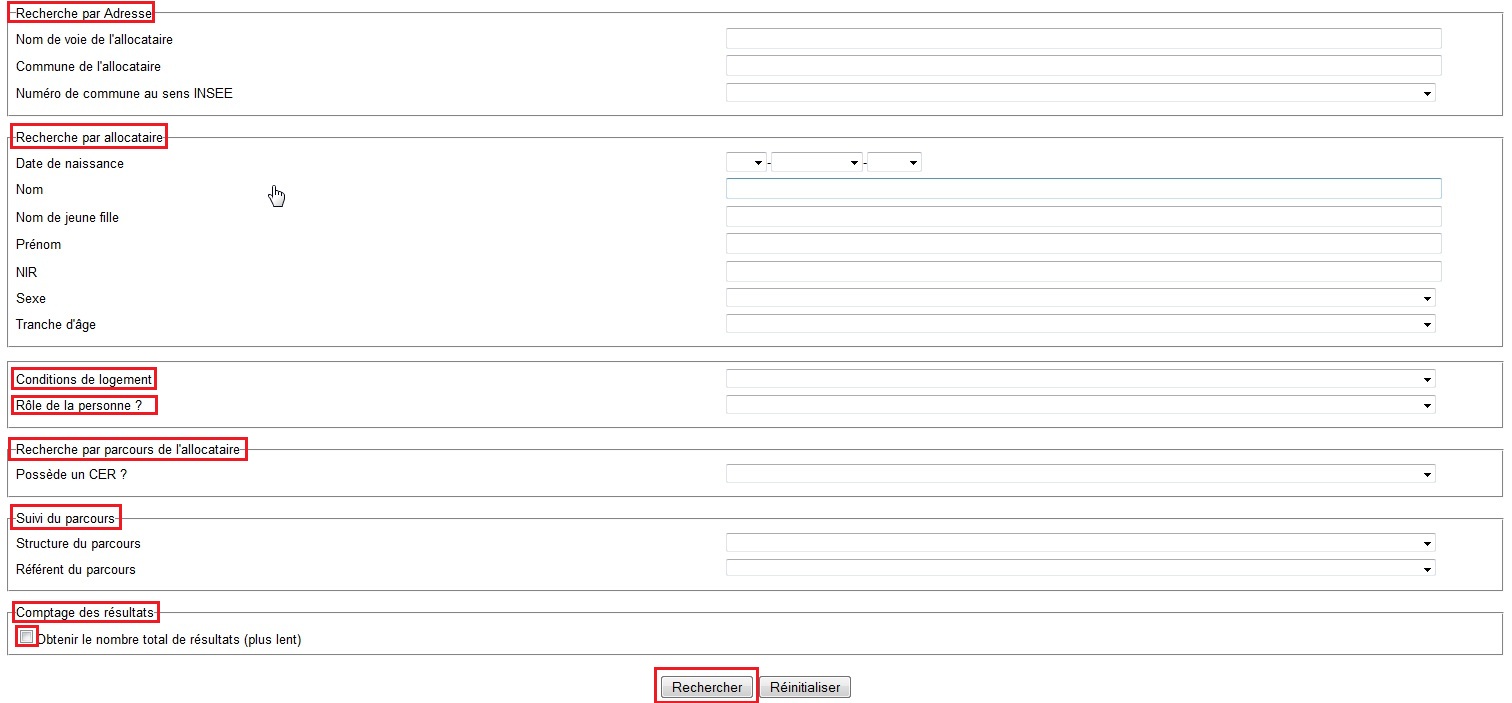 Recherche par Adresse
Nom de voie de l'allocataire
Commune de l'allocataire
Numéro de commune au sens INSEE
Recherche par allocataire
Date de naissance
- -
Nom
Nom de jeune fille
Prénom
NIR
Sexe
Tranche d'âge
Conditions de logement
Rôle de la personne ?
Recherche par parcours de l'allocataire
Possède un CER ?
Suivi du parcours
Structure du parcours
Référent du parcours
Comptage des résultats
Obtenir le nombre total de résultats (plus lent)
Rechercher Réinitialiser